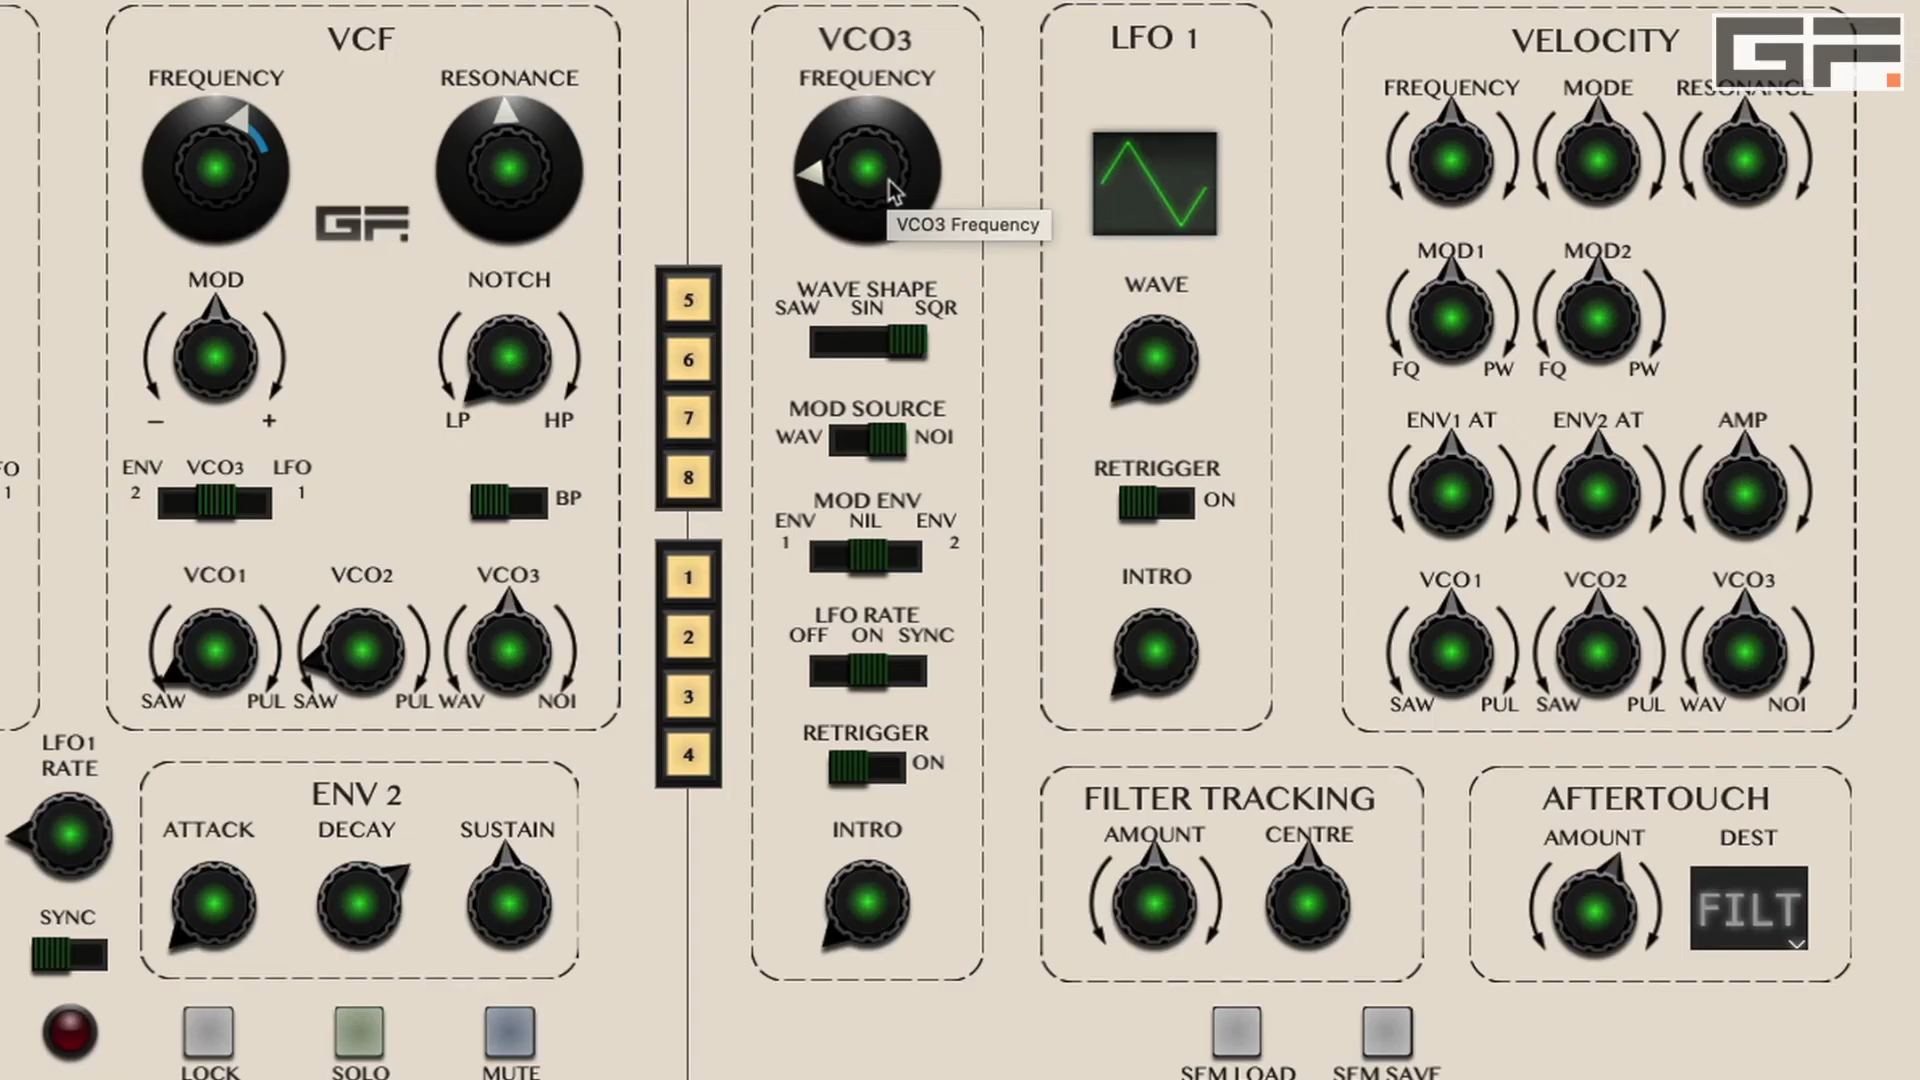 VCF
FREQUENCY
RESONANCE
GF
MOD
NOTCH
− +
LP HP
ENV VCO3 LFO
2 1
BP
VCO1 VCO2 VCO3
SAW PUL SAW PUL WAV NOI
1
LFO1
RATE
SYNC
ENV 2
ATTACK DECAY SUSTAIN
LOCK SOLO MUTE
5
6
7
8
1
2
3
4
VCO3
FREQUENCY
VCO3 Frequency
WAVE SHAPE
SAW SIN SQR
MOD SOURCE
WAV NOI
MOD ENV
ENV NIL ENV
1 2
LFO RATE
OFF ON SYNC
RETRIGGER
ON
INTRO
LFO 1
WAVE
RETRIGGER
ON
INTRO
VELOCITY
GF
FREQUENCY MODE RESONANCE
MOD1 MOD2
FQ PW FQ PW
ENV1 AT ENV2 AT AMP
VCO1 VCO2 VCO3
SAW PUL SAW PUL WAV NOI
FILTER TRACKING
AMOUNT CENTRE
AFTERTOUCH
AMOUNT DEST
FILT
SEM LOAD SEM SAVE